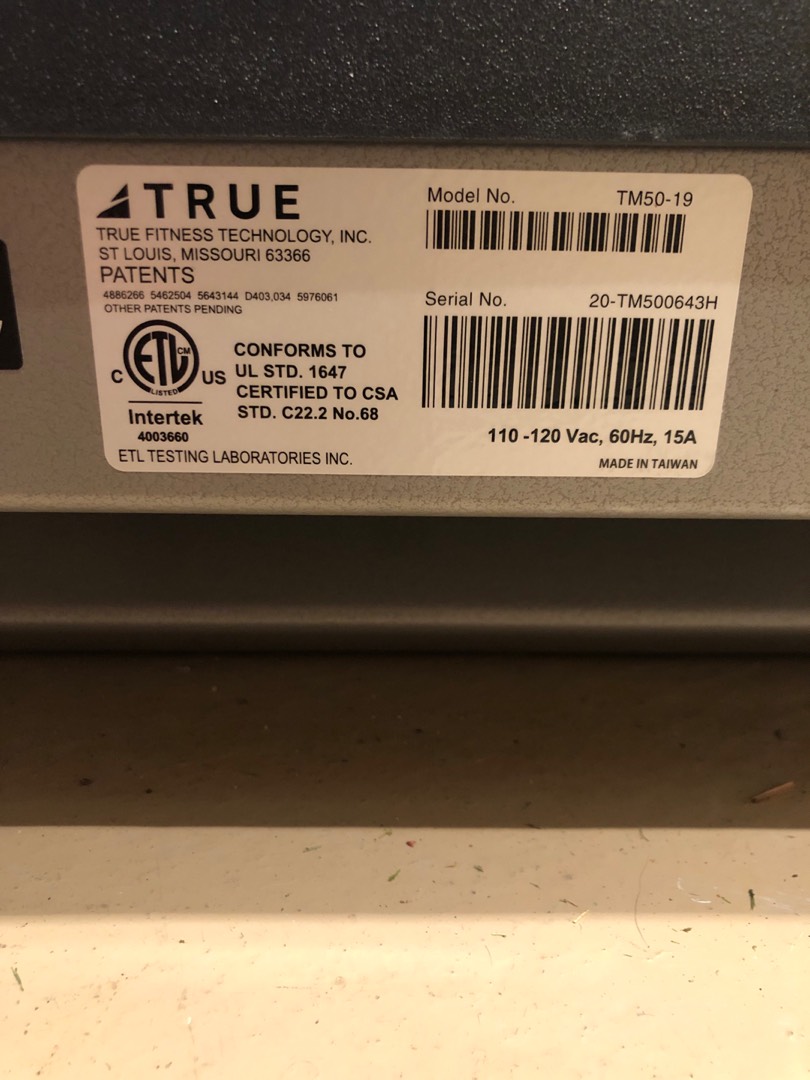 TRUE
TRUE FITNESS TECHNOLOGY, INC.
ST LOUIS, MISSOURI 63366
PATENTS
4886266 5462504 5643144 D403,034 5976061
OTHER PATENTS PENDING
C ETL CM US
LISTED
Intertek
4003660
CONFORMS TO
UL STD. 1647
CERTIFIED TO CSA
STD. C22.2 No.68
ETL TESTING LABORATORIES INC.
Model No. TM50-19
Serial No. 20-TM500643H
110 -120 Vac, 60Hz, 15A
MADE IN TAIWAN